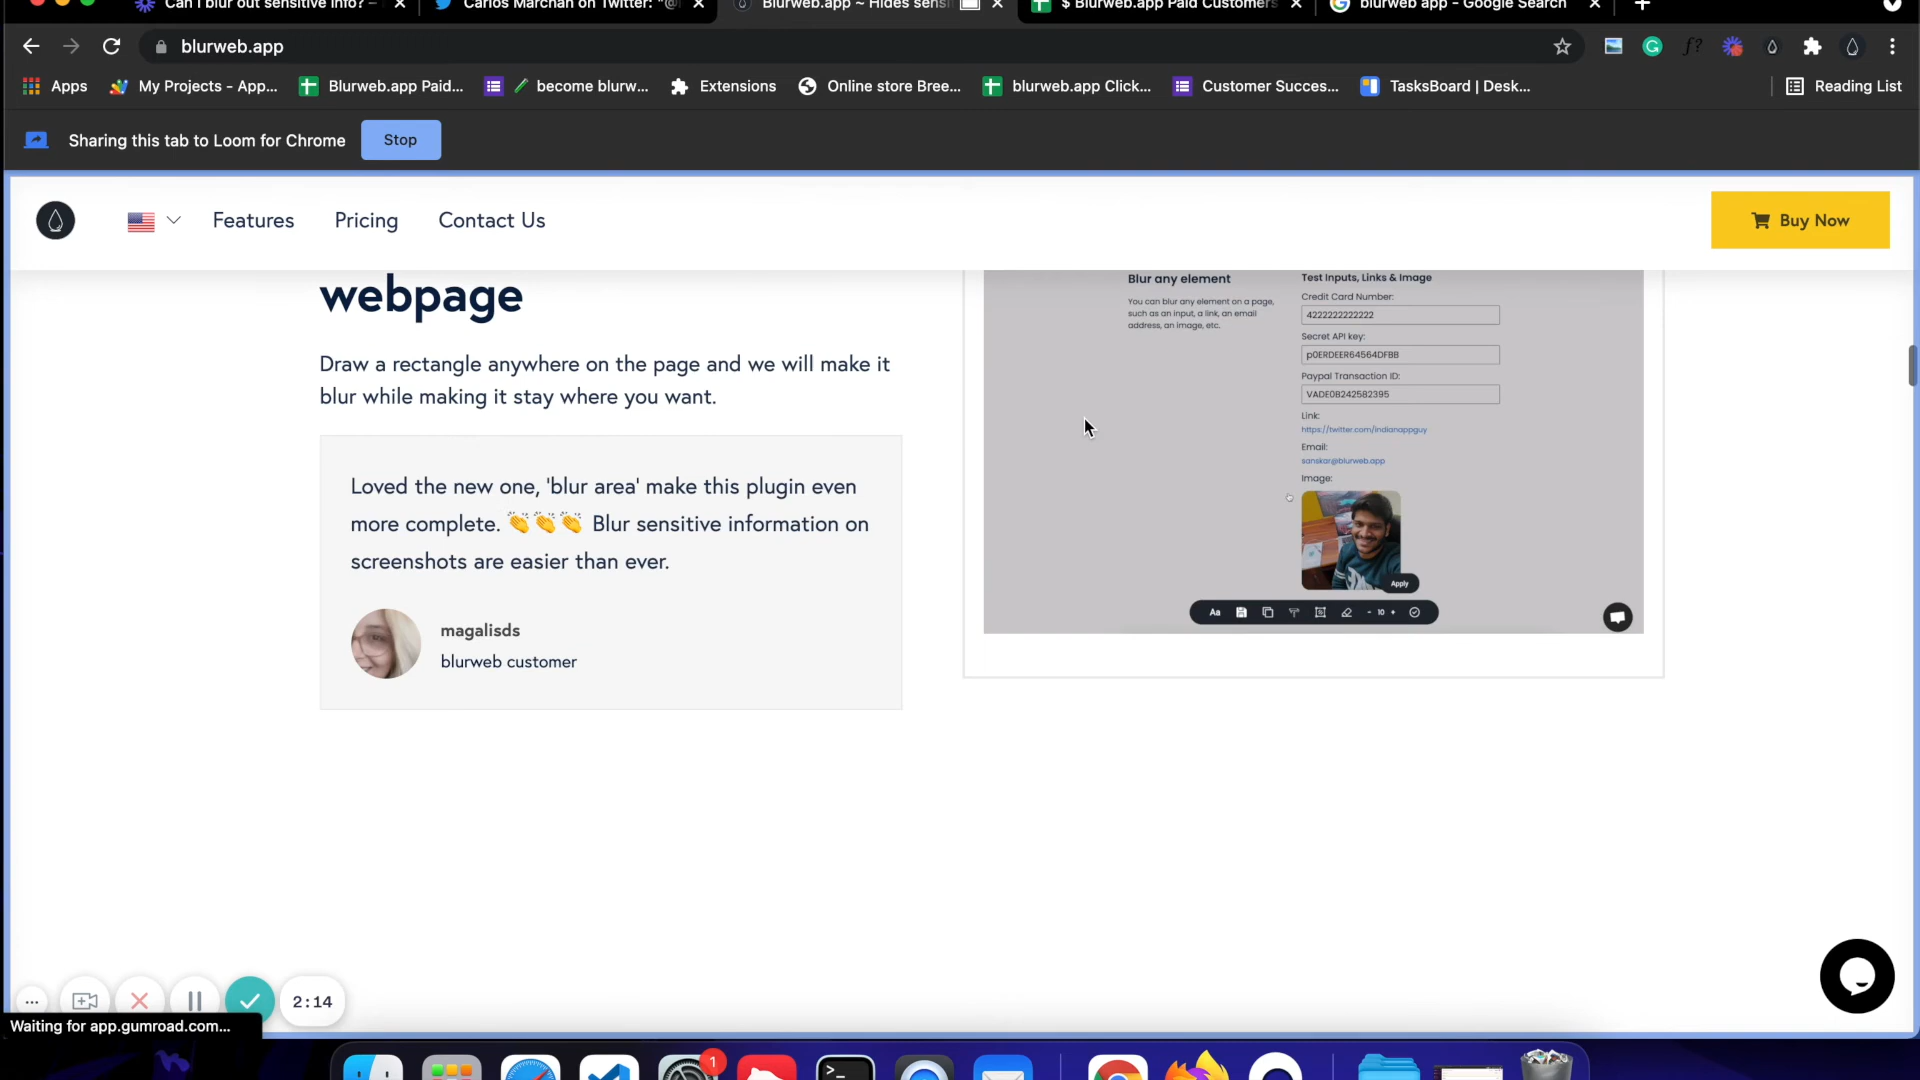 Can I blur out sensitive info? -
Carlos Marchan on Twitter: "@
Blurweb.app ~ Hides sensi
$ Blurweb.app Paid Customers
blurweb app - Google Search
blurweb.app
Apps
My Projects - App...
Blurweb.app Paid...
become blurw...
Extensions
Online store Bree...
blurweb.app Click...
Customer Succes...
TasksBoard | Desk...
Reading List
Sharing this tab to Loom for Chrome
Stop
Features
Pricing
Contact Us
Buy Now
webpage
Draw a rectangle anywhere on the page and we will make it
blur while making it stay where you want.
Loved the new one, 'blur area' make this plugin even
more complete. 👏👏👏 Blur sensitive information on
screenshots are easier than ever.
magalisds
blurweb customer
Blur any element
You can blur any element on a page,
such as an input, a link, an email
address, an image, etc.
Test Inputs, Links & Image
Credit Card Number:
4222222222222
Secret API key:
p0ERDEER64564DFBB
Paypal Transaction ID:
VADE0B242582395
Link:
https://twitter.com/indianappguy
Email:
sanskar@blurweb.app
Image:
Apply
Aa
- 10 +
2:14
Waiting for app.gumroad.com...
1